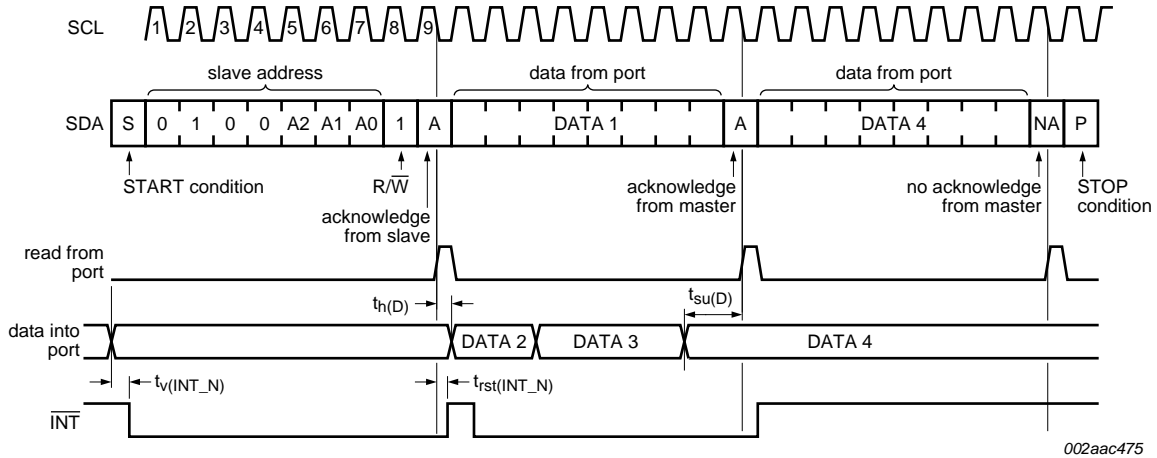 SCL 1 2 3 4 5 6 7 8 9
slave address data from port data from port
SDA S 0 1 0 0 A2 A1 A0 1 A DATA 1 A DATA 4 NA P
START condition
R/W̅
acknowledge
from slave
acknowledge
from master
no acknowledge
from master
STOP
condition
read from
port
th(D)
tsu(D)
data into
port
DATA 2 DATA 3 DATA 4
tv(INT_N)
trst(INT_N)
I̅N̅T̅
002aac475